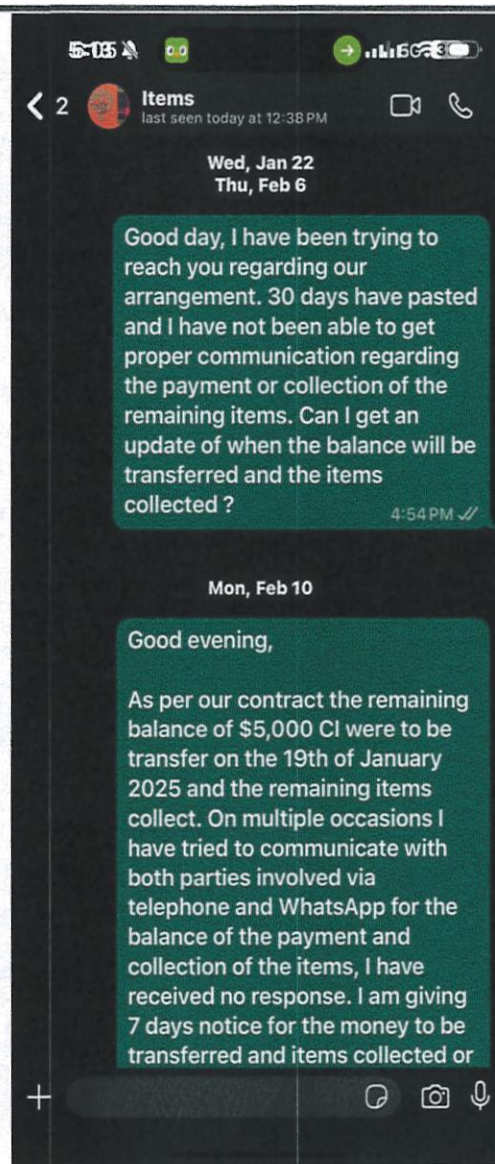 2 Items
last seen today at 12:38 PM
Wed, Jan 22
Thu, Feb 6
Good day, I have been trying to
reach you regarding our
arrangement. 30 days have pasted
and I have not been able to get
proper communication regarding
the payment or collection of the
remaining items. Can I get an
update of when the balance will be
transferred and the items
collected ?
4:54 PM
Mon, Feb 10
Good evening,
As per our contract the remaining
balance of $5,000 CI were to be
transfer on the 19th of January
2025 and the remaining items
collect. On multiple occasions I
have tried to communicate with
both parties involved via
telephone and WhatsApp for the
balance of the payment and
collection of the items, I have
received no response. I am giving
7 days notice for the money to be
transferred and items collected or